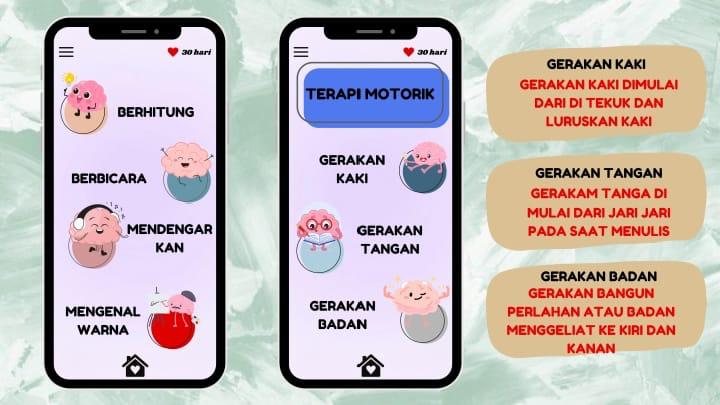 30 hari
BERHITUNG
BERBICARA
MENDENGAR
KAN
MENGENAL
WARNA
30 hari
TERAPI MOTORIK
GERAKAN
KAKI
GERAKAN
TANGAN
GERAKAN
BADAN
GERAKAN KAKI
GERAKAN KAKI DIMULAI
DARI DI TEKUK DAN
LURUSKAN KAKI
GERAKAN TANGAN
GERAKAM TANGA DI
MULAI DARI JARI JARI
PADA SAAT MENULIS
GERAKAN BADAN
GERAKAN BANGUN
PERLAHAN ATAU BADAN
MENGGELIAT KE KIRI DAN
KANAN